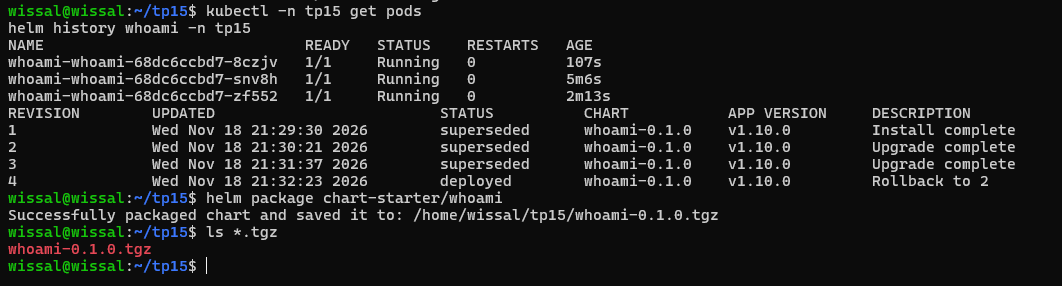 wissal@wissal:~/tp15$ kubectl -n tp15 get pods
helm history whoami -n tp15
NAME                             READY   STATUS    RESTARTS   AGE
whoami-whoami-68dc6ccbd7-8czjv   1/1     Running   0          107s
whoami-whoami-68dc6ccbd7-snv8h   1/1     Running   0          5m6s
whoami-whoami-68dc6ccbd7-zf552   1/1     Running   0          2m13s
REVISION        UPDATED                         STATUS          CHART           APP VERSION     DESCRIPTION
1               Wed Nov 18 21:29:30 2026        superseded      whoami-0.1.0    v1.10.0         Install complete
2               Wed Nov 18 21:30:21 2026        superseded      whoami-0.1.0    v1.10.0         Upgrade complete
3               Wed Nov 18 21:31:37 2026        superseded      whoami-0.1.0    v1.10.0         Upgrade complete
4               Wed Nov 18 21:32:23 2026        deployed        whoami-0.1.0    v1.10.0         Rollback to 2
wissal@wissal:~/tp15$ helm package chart-starter/whoami
Successfully packaged chart and saved it to: /home/wissal/tp15/whoami-0.1.0.tgz
wissal@wissal:~/tp15$ ls *.tgz
whoami-0.1.0.tgz
wissal@wissal:~/tp15$